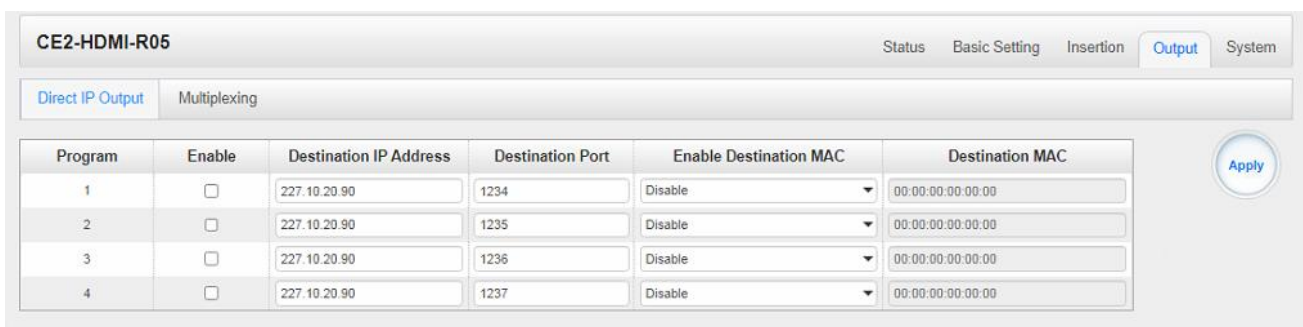 CE2-HDMI-R05 Status Basic Setting Insertion Output System
Direct IP Output Multiplexing
Program Enable Destination IP Address Destination Port Enable Destination MAC Destination MAC
Apply
1 227.10.20.90 1234 Disable 00:00:00:00:00:00
2 227.10.20.90 1235 Disable 00:00:00:00:00:00
3 227.10.20.90 1236 Disable 00:00:00:00:00:00
4 227.10.20.90 1237 Disable 00:00:00:00:00:00